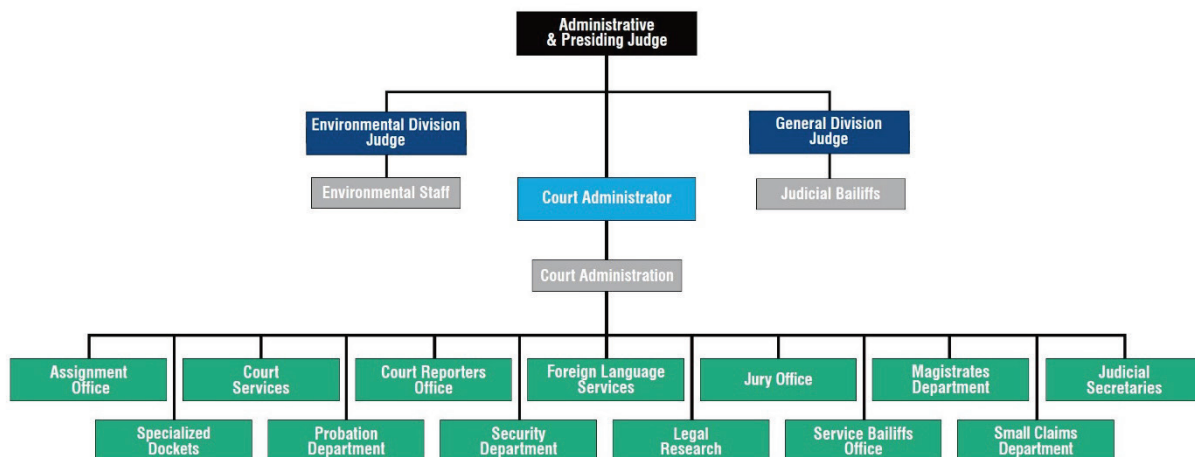 Administrative
& Presiding Judge
Environmental Division
Judge
General Division
Judge
Environmental Staff
Court Administrator
Judicial Bailiffs
Court Administration
Assignment
Office
Court
Services
Court Reporters
Office
Foreign Language
Services
Jury Office
Magistrates
Department
Judicial
Secretaries
Specialized
Dockets
Probation
Department
Security
Department
Legal
Research
Service Bailiffs
Office
Small Claims
Department